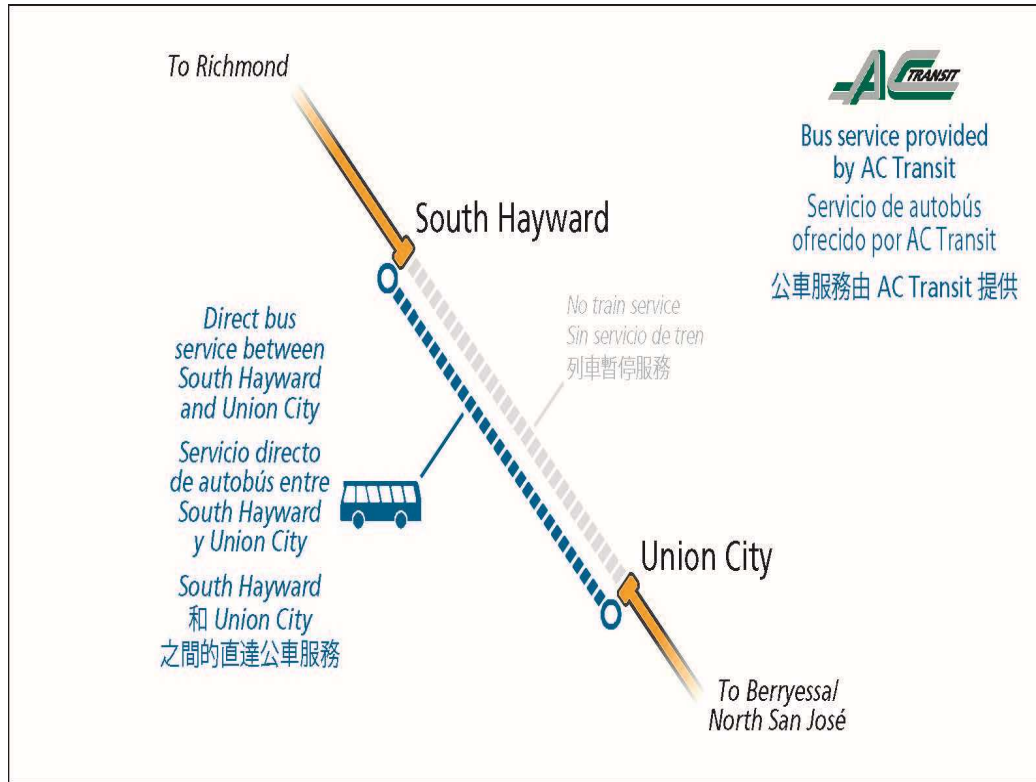 To Richmond
AC TRANSIT
Bus service provided
by AC Transit
Servicio de autobús
ofrecido por AC Transit
公車服務由 AC Transit 提供
South Hayward
No train service
Sin servicio de tren
列車暫停服務
Direct bus
service between
South Hayward
and Union City
Servicio directo
de autobús entre
South Hayward
y Union City
South Hayward
和 Union City
之間的直達公車服務
Union City
To Berryessa/
North San José